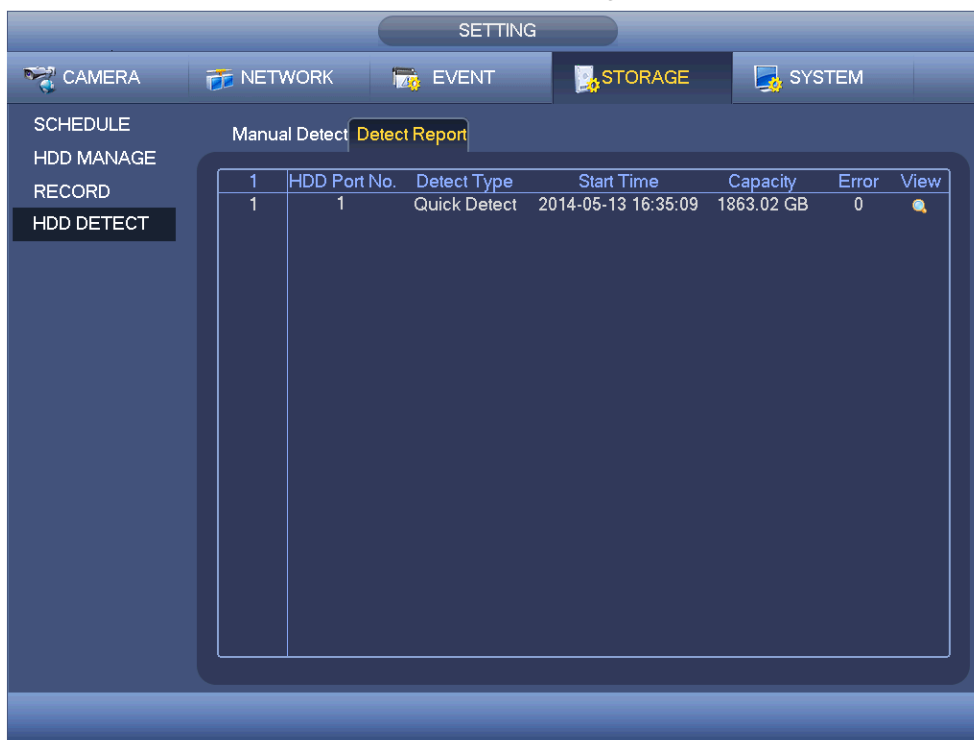 SETTING
CAMERA NETWORK EVENT STORAGE SYSTEM
SCHEDULE
HDD MANAGE
RECORD
HDD DETECT
Manual Detect Detect Report
1 HDD Port No. Detect Type Start Time Capacity Error View
1 1 Quick Detect 2014-05-13 16:35:09 1863.02 GB 0